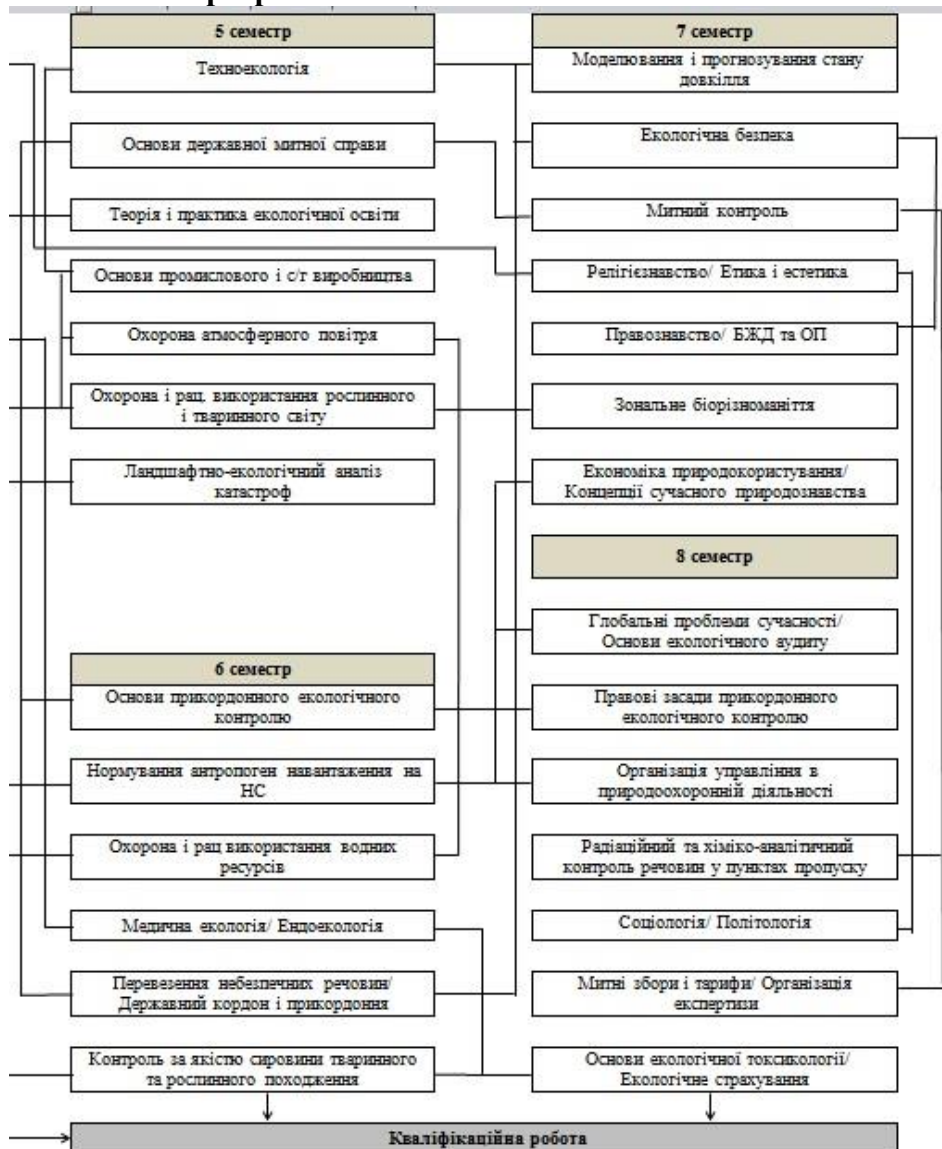 5 семестр
Техноекологія
Основи державної митної справи
Теорія і практика екологічної освіти
Основи промислового і с/г виробництва
Охорона атмосферного повітря
Охорона і рац. використання рослинного
і тваринного світу
Ландшафтно-екологічний аналіз
катастроф
6 семестр
Основи прикордонного екологічного
контролю
Нормування антропоген навантаження на
НС
Охорона і рац використання водних
ресурсів
Медична екологія/ Ендоекологія
Перевезення небезпечних речовин/
Державний кордон і прикордоння
Контроль за якістю сировини тваринного
та рослинного походження
7 семестр
Моделювання і прогнозування стану
довкілля
Екологічна безпека
Митний контроль
Релігієзнавство/ Етика і естетика
Правознавство/ БЖД та ОП
Зональне біорізноманіття
Економіка природокористування/
Концепції сучасного природознавства
8 семестр
Глобальні проблеми сучасності/
Основи екологічного аудиту
Правові засади прикордонного
екологічного контролю
Організація управління в
природоохоронній діяльності
Радіаційний та хіміко-аналітичний
контроль речовин у пунктах пропуску
Соціологія/ Політологія
Митні збори і тарифи/ Організація
експертизи
Основи екологічної токсикології/
Екологічне страхування
Кваліфікаційна робота